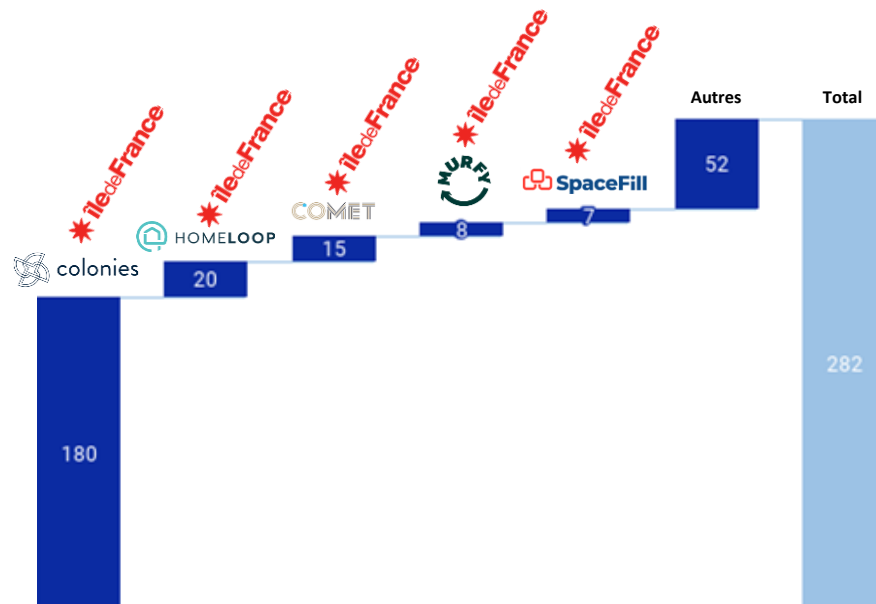 îledeFrance
îledeFrance
îledeFrance
îledeFrance
îledeFrance
Autres
Total
colonies
HOMELOOP
COMET
MURFY
SpaceFill
180
20
15
8
7
52
282